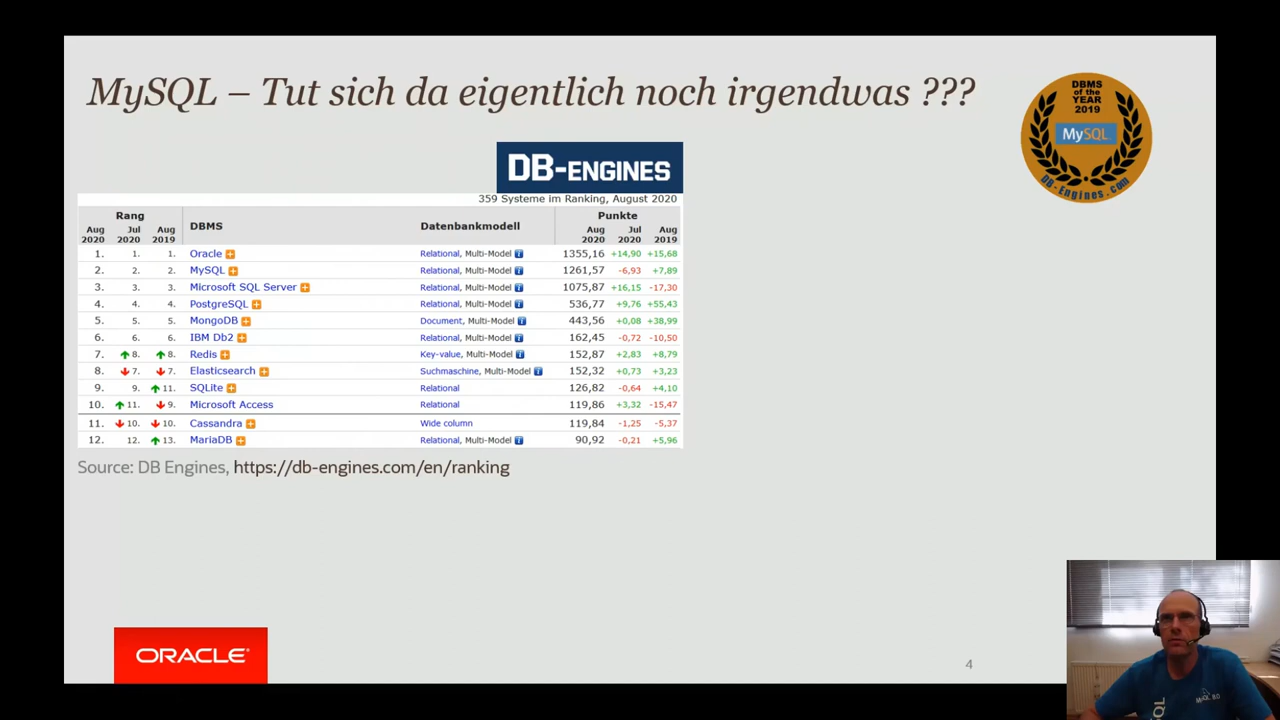 MySQL – Tut sich da eigentlich noch irgendwas ???
DBMS
of the
YEAR
2019
MySQL
DB-Engines.com
DB-ENGINES
359 Systeme im Ranking, August 2020
Rang DBMS Datenbankmodell Punkte
Aug 2020 Jul 2020 Aug 2019 Aug 2020 Jul 2020 Aug 2019
1. 1. 1. Oracle Relational, Multi-Model 1355,16 +14,90 +15,68
2. 2. 2. MySQL Relational, Multi-Model 1261,57 -6,93 +7,89
3. 3. 3. Microsoft SQL Server Relational, Multi-Model 1075,87 +16,15 -17,30
4. 4. 4. PostgreSQL Relational, Multi-Model 536,77 +9,76 +55,43
5. 5. 5. MongoDB Document, Multi-Model 443,56 +0,08 +38,99
6. 6. 6. IBM Db2 Relational, Multi-Model 162,45 -0,72 -10,50
7. 8. 8. Redis Key-value, Multi-Model 152,87 +2,83 +8,79
8. 7. 7. Elasticsearch Suchmaschine, Multi-Model 152,32 +0,73 +3,23
9. 9. 11. SQLite Relational 126,82 -0,64 +4,10
10. 11. 9. Microsoft Access Relational 119,86 +3,32 -15,47
11. 10. 10. Cassandra Wide column 119,84 -1,25 -5,37
12. 12. 13. MariaDB Relational, Multi-Model 90,92 -0,21 +5,96
Source: DB Engines, https://db-engines.com/en/ranking
ORACLE
4
MySQL 8.0
SQL